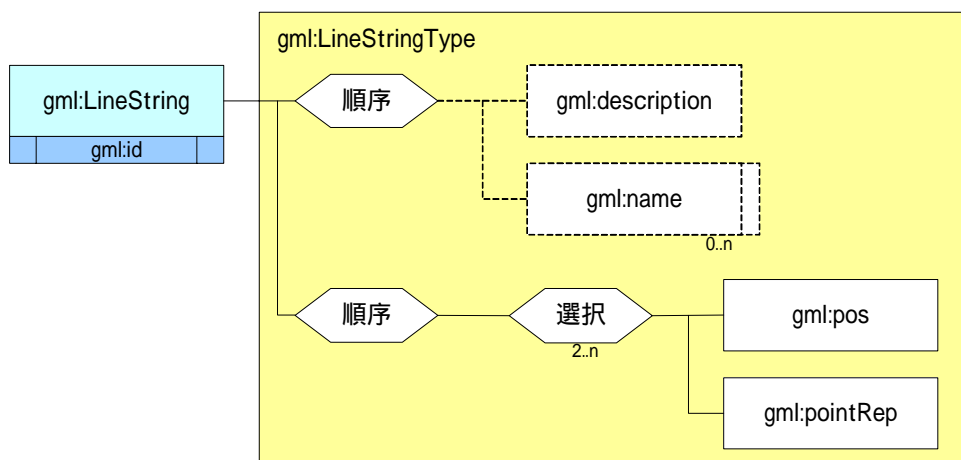 gml:LineStringType
gml:LineString
gml:id
順序
gml:description
gml:name
0..n
順序
選択
2..n
gml:pos
gml:pointRep